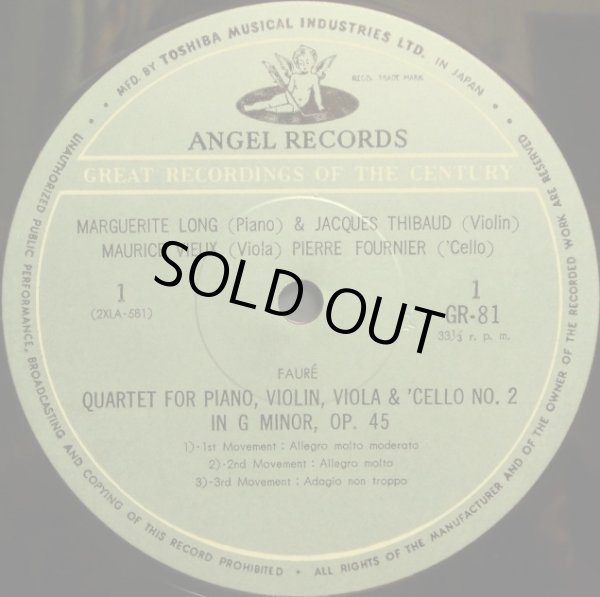 MFD. BY TOSHIBA MUSICAL INDUSTRIES LTD. IN JAPAN
REGD. TRADE MARK
ANGEL RECORDS
GREAT RECORDINGS OF THE CENTURY
MARGUERITE LONG (Piano) & JACQUES THIBAUD (Violin)
MAURICE VIEUX (Viola) PIERRE FOURNIER ('Cello)
1
(2XLA-581)
1
GR-81
33⅓ r. p. m.
SOLD OUT
FAURÉ
QUARTET FOR PIANO, VIOLIN, VIOLA & 'CELLO NO. 2
IN G MINOR, OP. 45
1)-1st Movement : Allegro molto moderato
2)-2nd Movement : Allegro molto
3)-3rd Movement : Adagio non troppo
UNAUTHORIZED PUBLIC PERFORMANCE, BROADCASTING AND COPYING OF THIS RECORD PROHIBITED • ALL RIGHTS OF THE MANUFACTURER AND OF THE OWNER OF THE RECORDED WORK ARE RESERVED